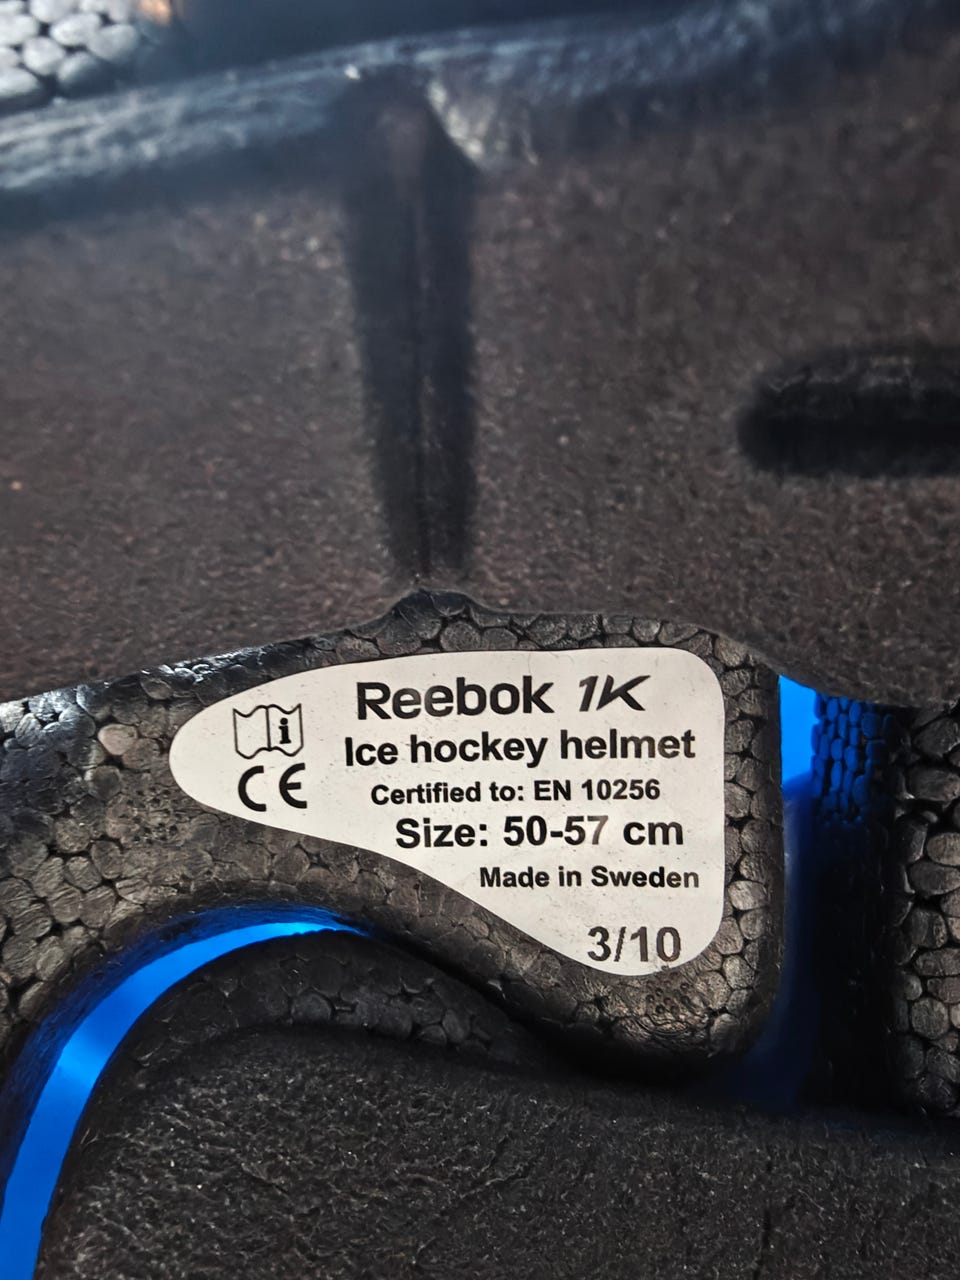 Reebok 1K
Ice hockey helmet
i
CE
Certified to: EN 10256
Size: 50-57 cm
Made in Sweden
3/10